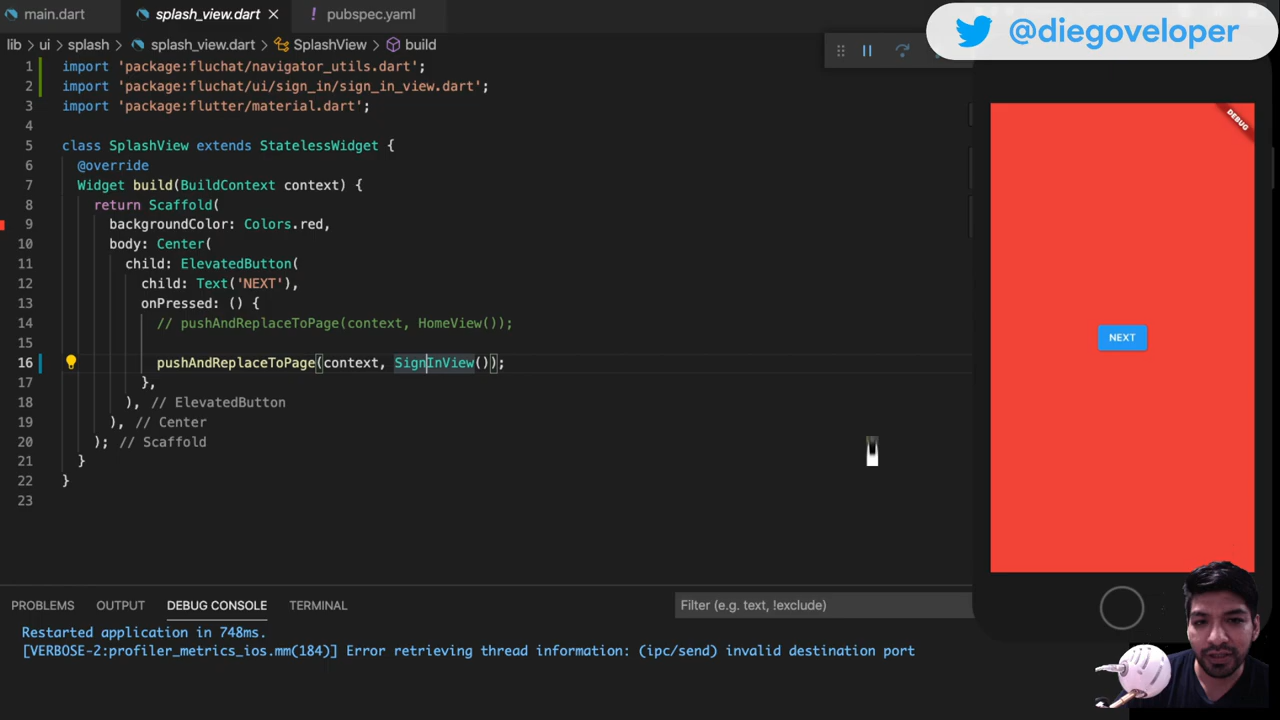 main.dart
splash_view.dart
pubspec.yaml
@diegoveloper
lib
ui
splash
splash_view.dart
SplashView
build
1 import 'package:fluchat/navigator_utils.dart';
2 import 'package:fluchat/ui/sign_in/sign_in_view.dart';
3 import 'package:flutter/material.dart';
4
5 class SplashView extends StatelessWidget {
6 @override
7 Widget build(BuildContext context) {
8 return Scaffold(
9 backgroundColor: Colors.red,
10 body: Center(
11 child: ElevatedButton(
12 child: Text('NEXT'),
13 onPressed: () {
14 // pushAndReplaceToPage(context, HomeView());
15
16 pushAndReplaceToPage(context, SignInView());
17 },
18 ), // ElevatedButton
19 ), // Center
20 ); // Scaffold
21 }
22 }
23
DEBUG
NEXT
PROBLEMS
OUTPUT
DEBUG CONSOLE
TERMINAL
Filter (e.g. text, !exclude)
Restarted application in 748ms.
[VERBOSE-2:profiler_metrics_ios.mm(184)] Error retrieving thread information: (ipc/send) invalid destination port